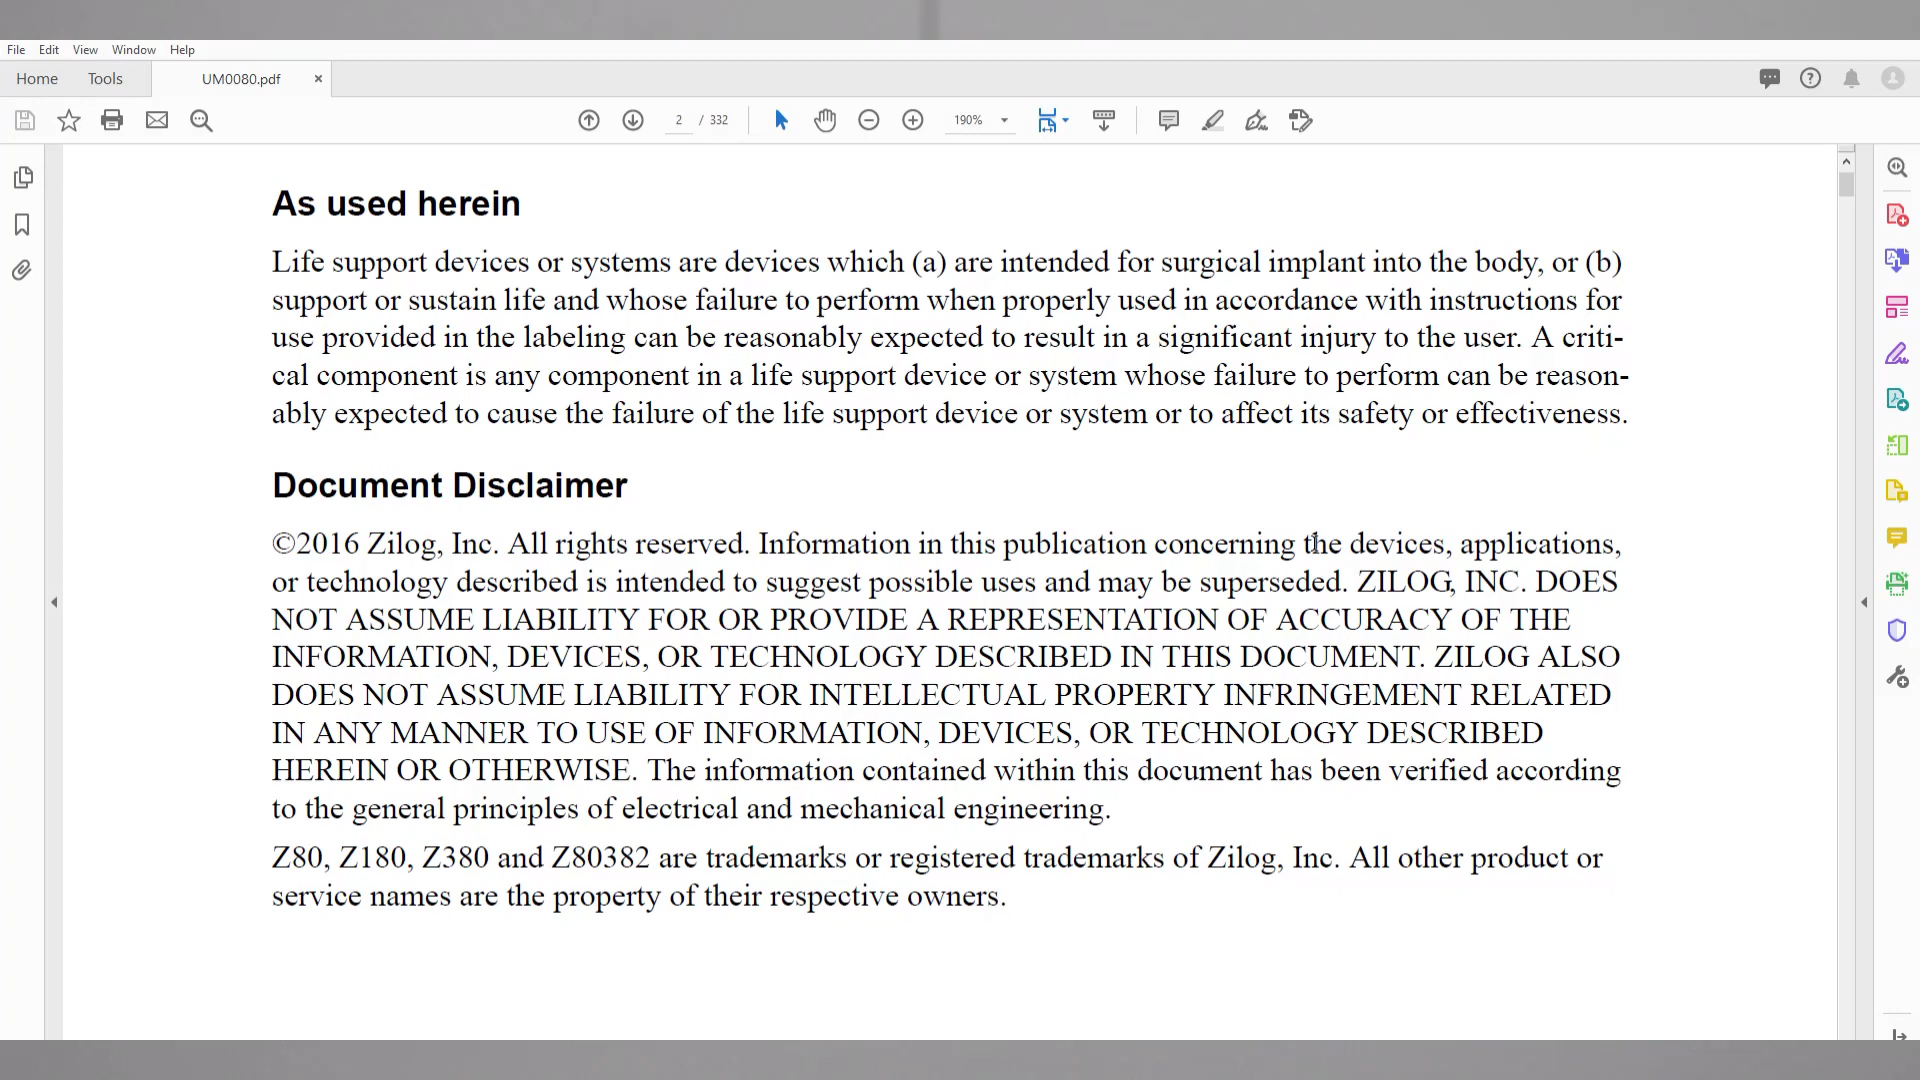 File Edit View Window Help
Home Tools UM0080.pdf ×
2 / 332 190%
As used herein
Life support devices or systems are devices which (a) are intended for surgical implant into the body, or (b)
support or sustain life and whose failure to perform when properly used in accordance with instructions for
use provided in the labeling can be reasonably expected to result in a significant injury to the user. A criti-
cal component is any component in a life support device or system whose failure to perform can be reason-
ably expected to cause the failure of the life support device or system or to affect its safety or effectiveness.
Document Disclaimer
©2016 Zilog, Inc. All rights reserved. Information in this publication concerning the devices, applications,
or technology described is intended to suggest possible uses and may be superseded. ZILOG, INC. DOES
NOT ASSUME LIABILITY FOR OR PROVIDE A REPRESENTATION OF ACCURACY OF THE
INFORMATION, DEVICES, OR TECHNOLOGY DESCRIBED IN THIS DOCUMENT. ZILOG ALSO
DOES NOT ASSUME LIABILITY FOR INTELLECTUAL PROPERTY INFRINGEMENT RELATED
IN ANY MANNER TO USE OF INFORMATION, DEVICES, OR TECHNOLOGY DESCRIBED
HEREIN OR OTHERWISE. The information contained within this document has been verified according
to the general principles of electrical and mechanical engineering.
Z80, Z180, Z380 and Z80382 are trademarks or registered trademarks of Zilog, Inc. All other product or
service names are the property of their respective owners.